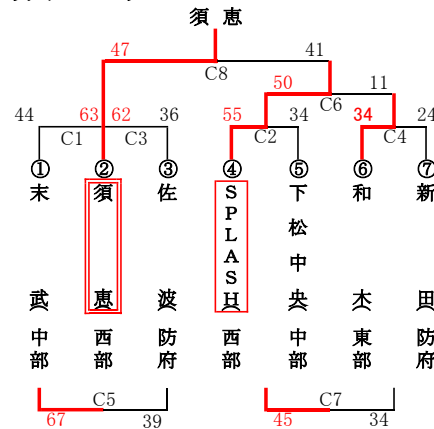 須恵
47
41
C8
50
11
C6
44
63
62
36
55
34
34
24
C1
C3
C2
C4
①
②
③
④
⑤
⑥
⑦
末武(中部
須恵(西部
佐波(防府
SPLASH(西部
下松中央(中部
和木(東部
新田(防府
C5
C7
67
39
45
34